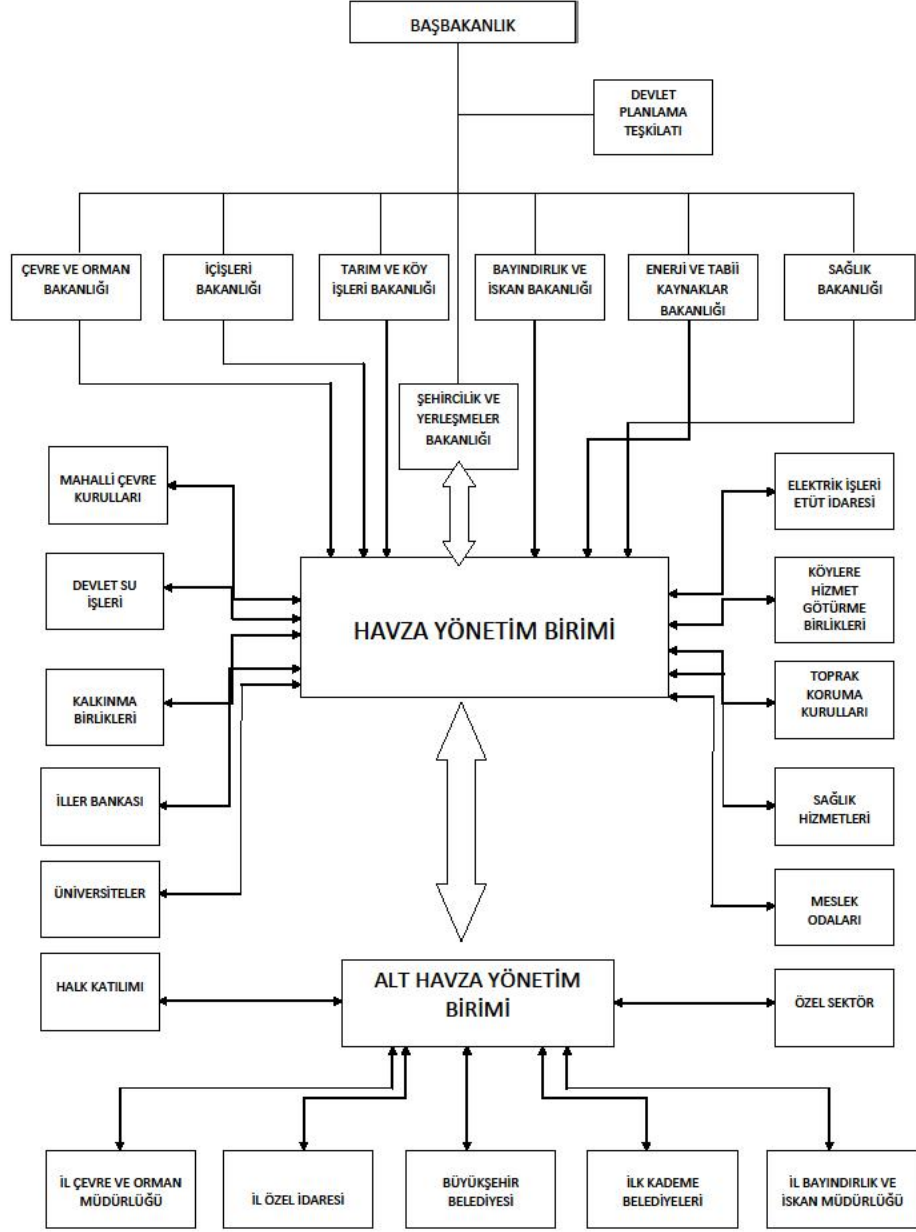 BAŞBAKANLIK
DEVLET
PLANLAMA
TEŞKİLATI
ÇEVRE VE ORMAN
BAKANLIĞI
İÇİŞLERİ
BAKANLIĞI
TARIM VE KÖY
İŞLERİ BAKANLIĞI
BAYINDIRLIK VE
İSKAN BAKANLIĞI
ENERJİ VE TABİİ
KAYNAKLAR
BAKANLIĞI
SAĞLIK
BAKANLIĞI
ŞEHİRCİLİK VE
YERLEŞMELER
BAKANLIĞI
MAHALLİ ÇEVRE
KURULLARI
ELEKTRİK İŞLERİ
ETÜT İDARESİ
DEVLET SU
İŞLERİ
HAVZA YÖNETİM BİRİMİ
KÖYLERE
HİZMET
GÖTÜRME
BİRLİKLERİ
KALKINMA
BİRLİKLERİ
TOPRAK
KORUMA
KURULLARI
İLLER BANKASI
SAĞLIK
HİZMETLERİ
ÜNİVERSİTELER
MESLEK
ODALARI
HALK KATILIMI
ALT HAVZA YÖNETİM
BİRİMİ
ÖZEL SEKTÖR
İL ÇEVRE VE ORMAN
MÜDÜRLÜĞÜ
İL ÖZEL İDARESİ
BÜYÜKŞEHİR
BELEDİYESİ
İLK KADEME
BELEDİYELERİ
İL BAYINDIRLIK VE
İSKAN MÜDÜRLÜĞÜ